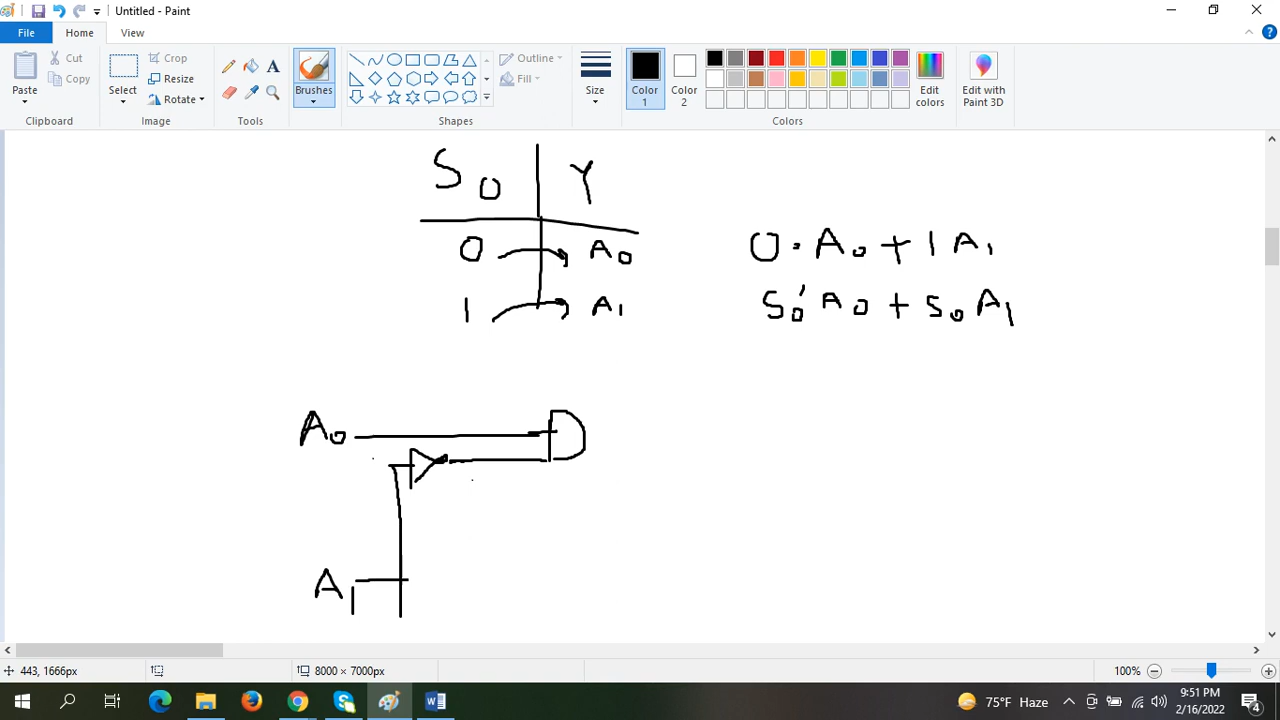 Untitled - Paint
File Home View
Paste
Cut
Copy
Clipboard
Select
Crop
Resize
Rotate
Image
A
Tools
Brushes
Outline
Fill
Shapes
Size
Color 1
Color 2
Edit colors
Colors
Edit with Paint 3D
S0 Y
0 A0
1 A1
0·A0+1A1
S0'A0+S0A1
A0
A1
443, 1666px
8000 × 7000px
100%
75°F Haze
9:51 PM
2/16/2022
4